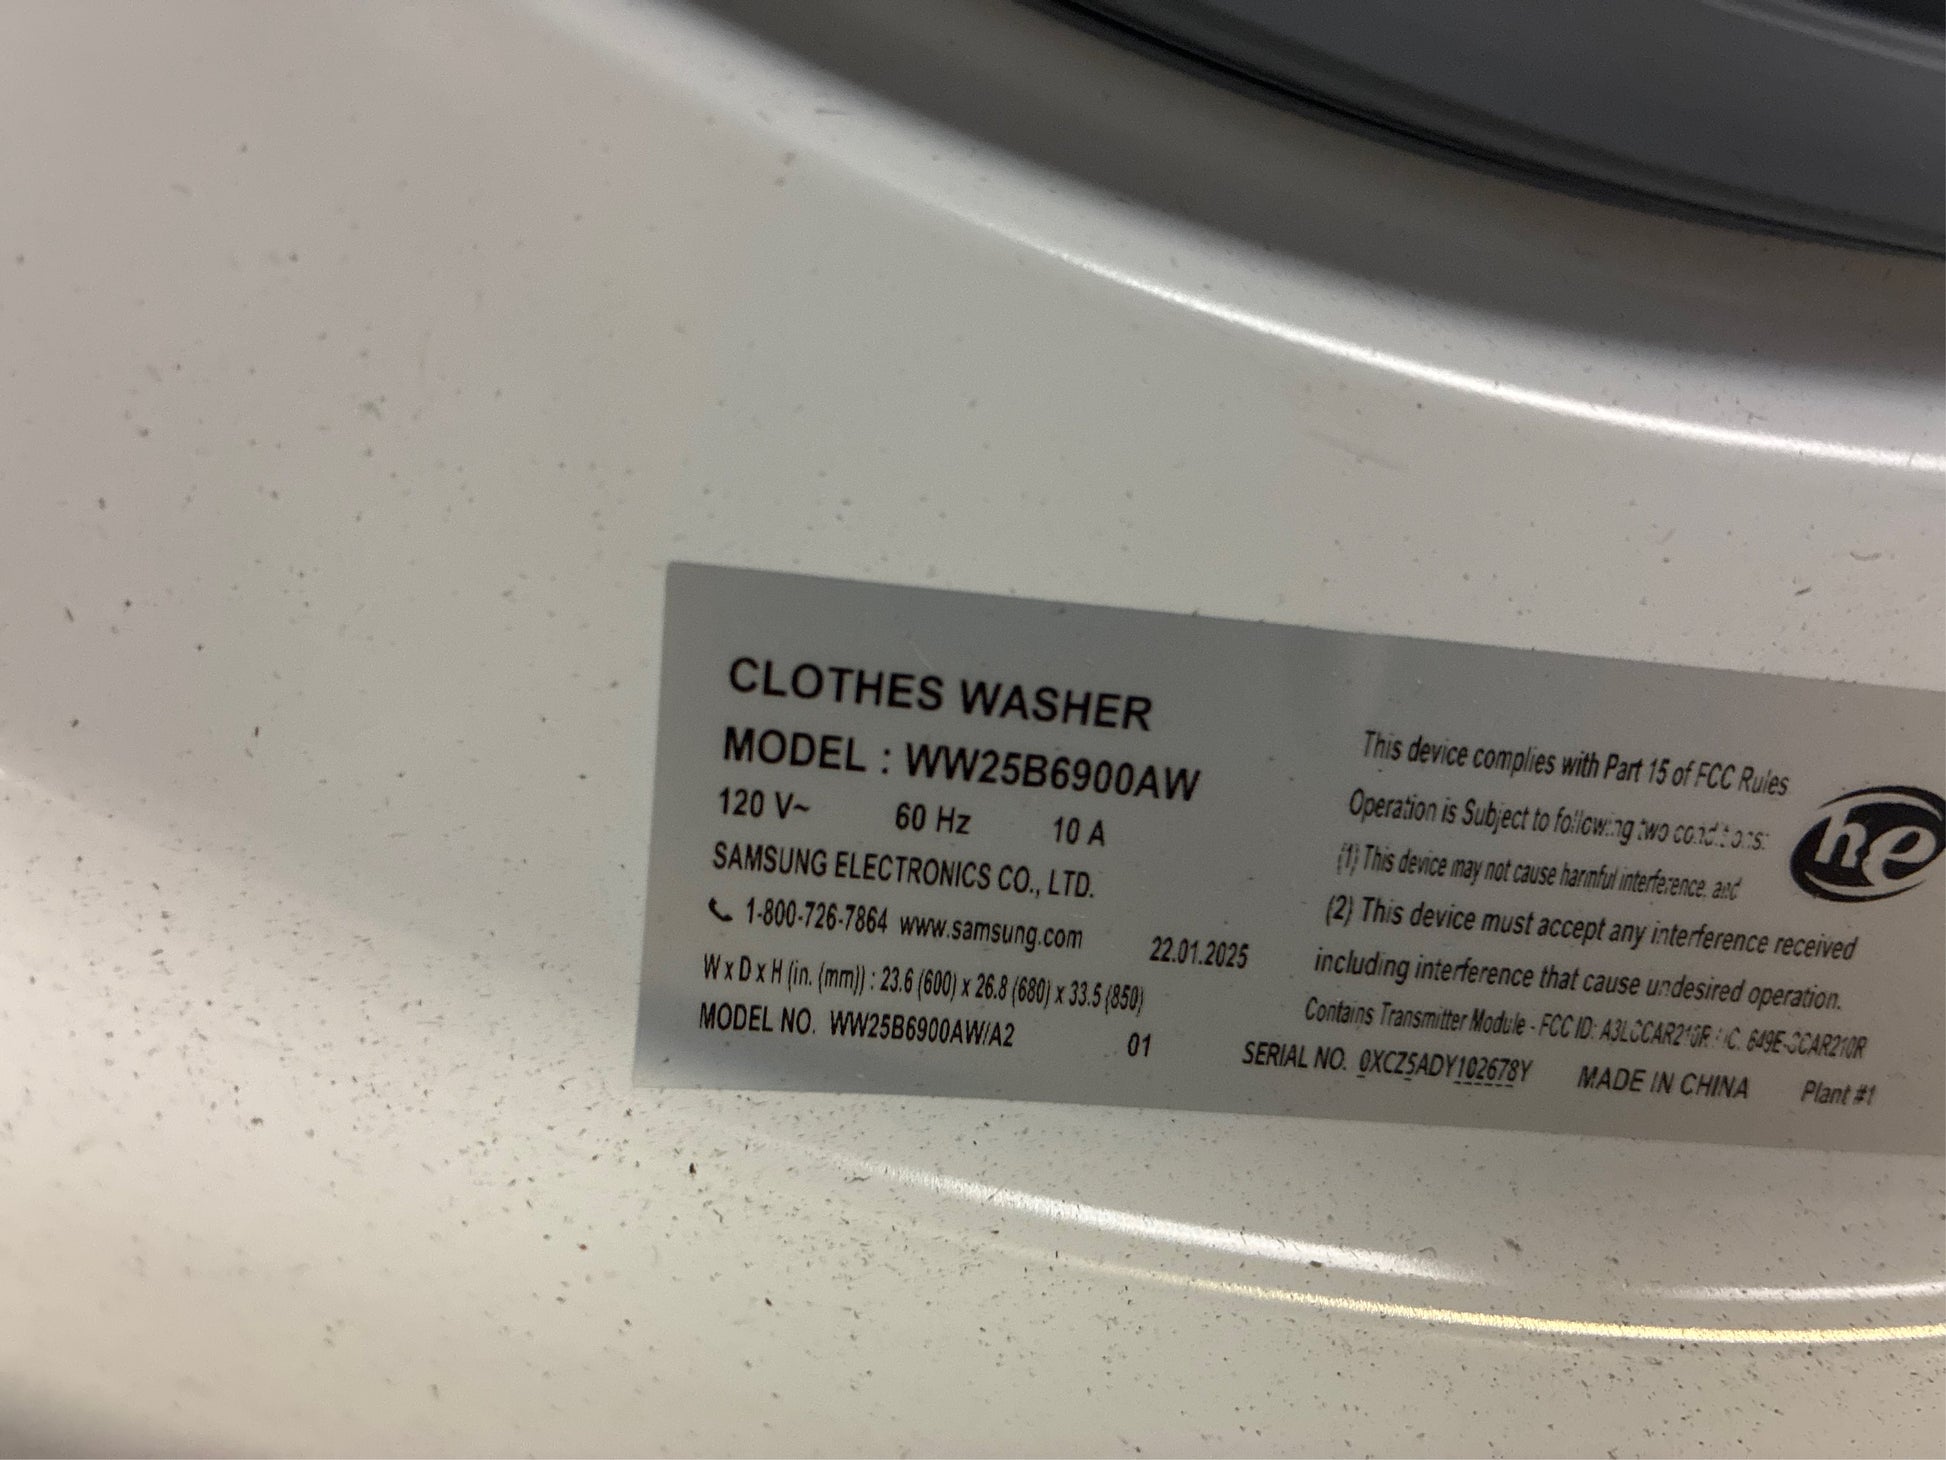 CLOTHES WASHER
MODEL : WW25B6900AW
120 V~ 60 Hz 10 A
SAMSUNG ELECTRONICS CO., LTD.
1-800-726-7864 www.samsung.com
22.01.2025
W x D x H (in. (mm)) : 23.6 (600) x 26.8 (680) x 33.5 (850)
MODEL NO. WW25B6900AW/A2 01
This device complies with Part 15 of FCC Rules
Operation is Subject to following two conditions:
(1) This device may not cause harmful interference, and
(2) This device must accept any interference received
including interference that cause undesired operation.
Contains Transmitter Module - FCC ID:
SERIAL NO. 0XCZ5ADY102678Y MADE IN CHINA Plant #1
he